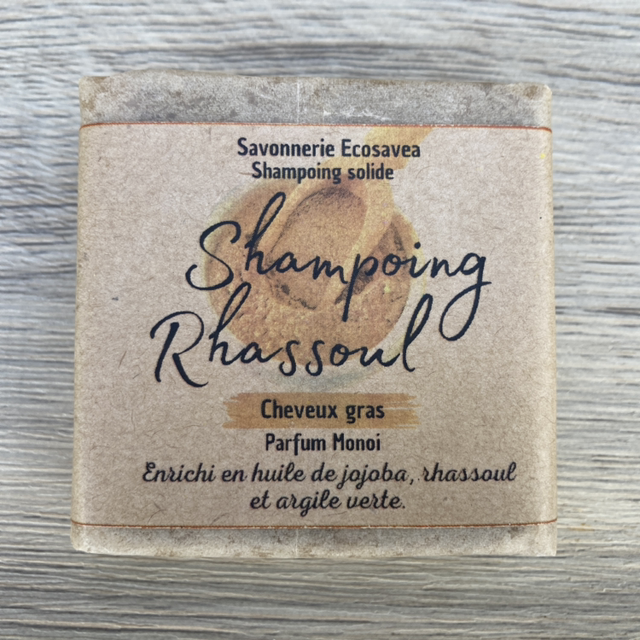 Savonnerie Ecosavea
Shampoing solide
Shampoing
Rhassoul
Cheveux gras
Parfum Monoi
Enrichi en huile de jojoba, rhassoul
et argile verte.